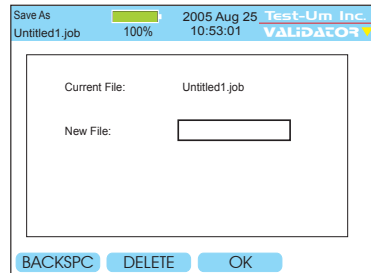 Save As 2005 Aug 25 Test-Um Inc.
Untitled1.job 100% 10:53:01 VALIDATOR
Current File: Untitled1.job
New File:
BACKSPC DELETE OK